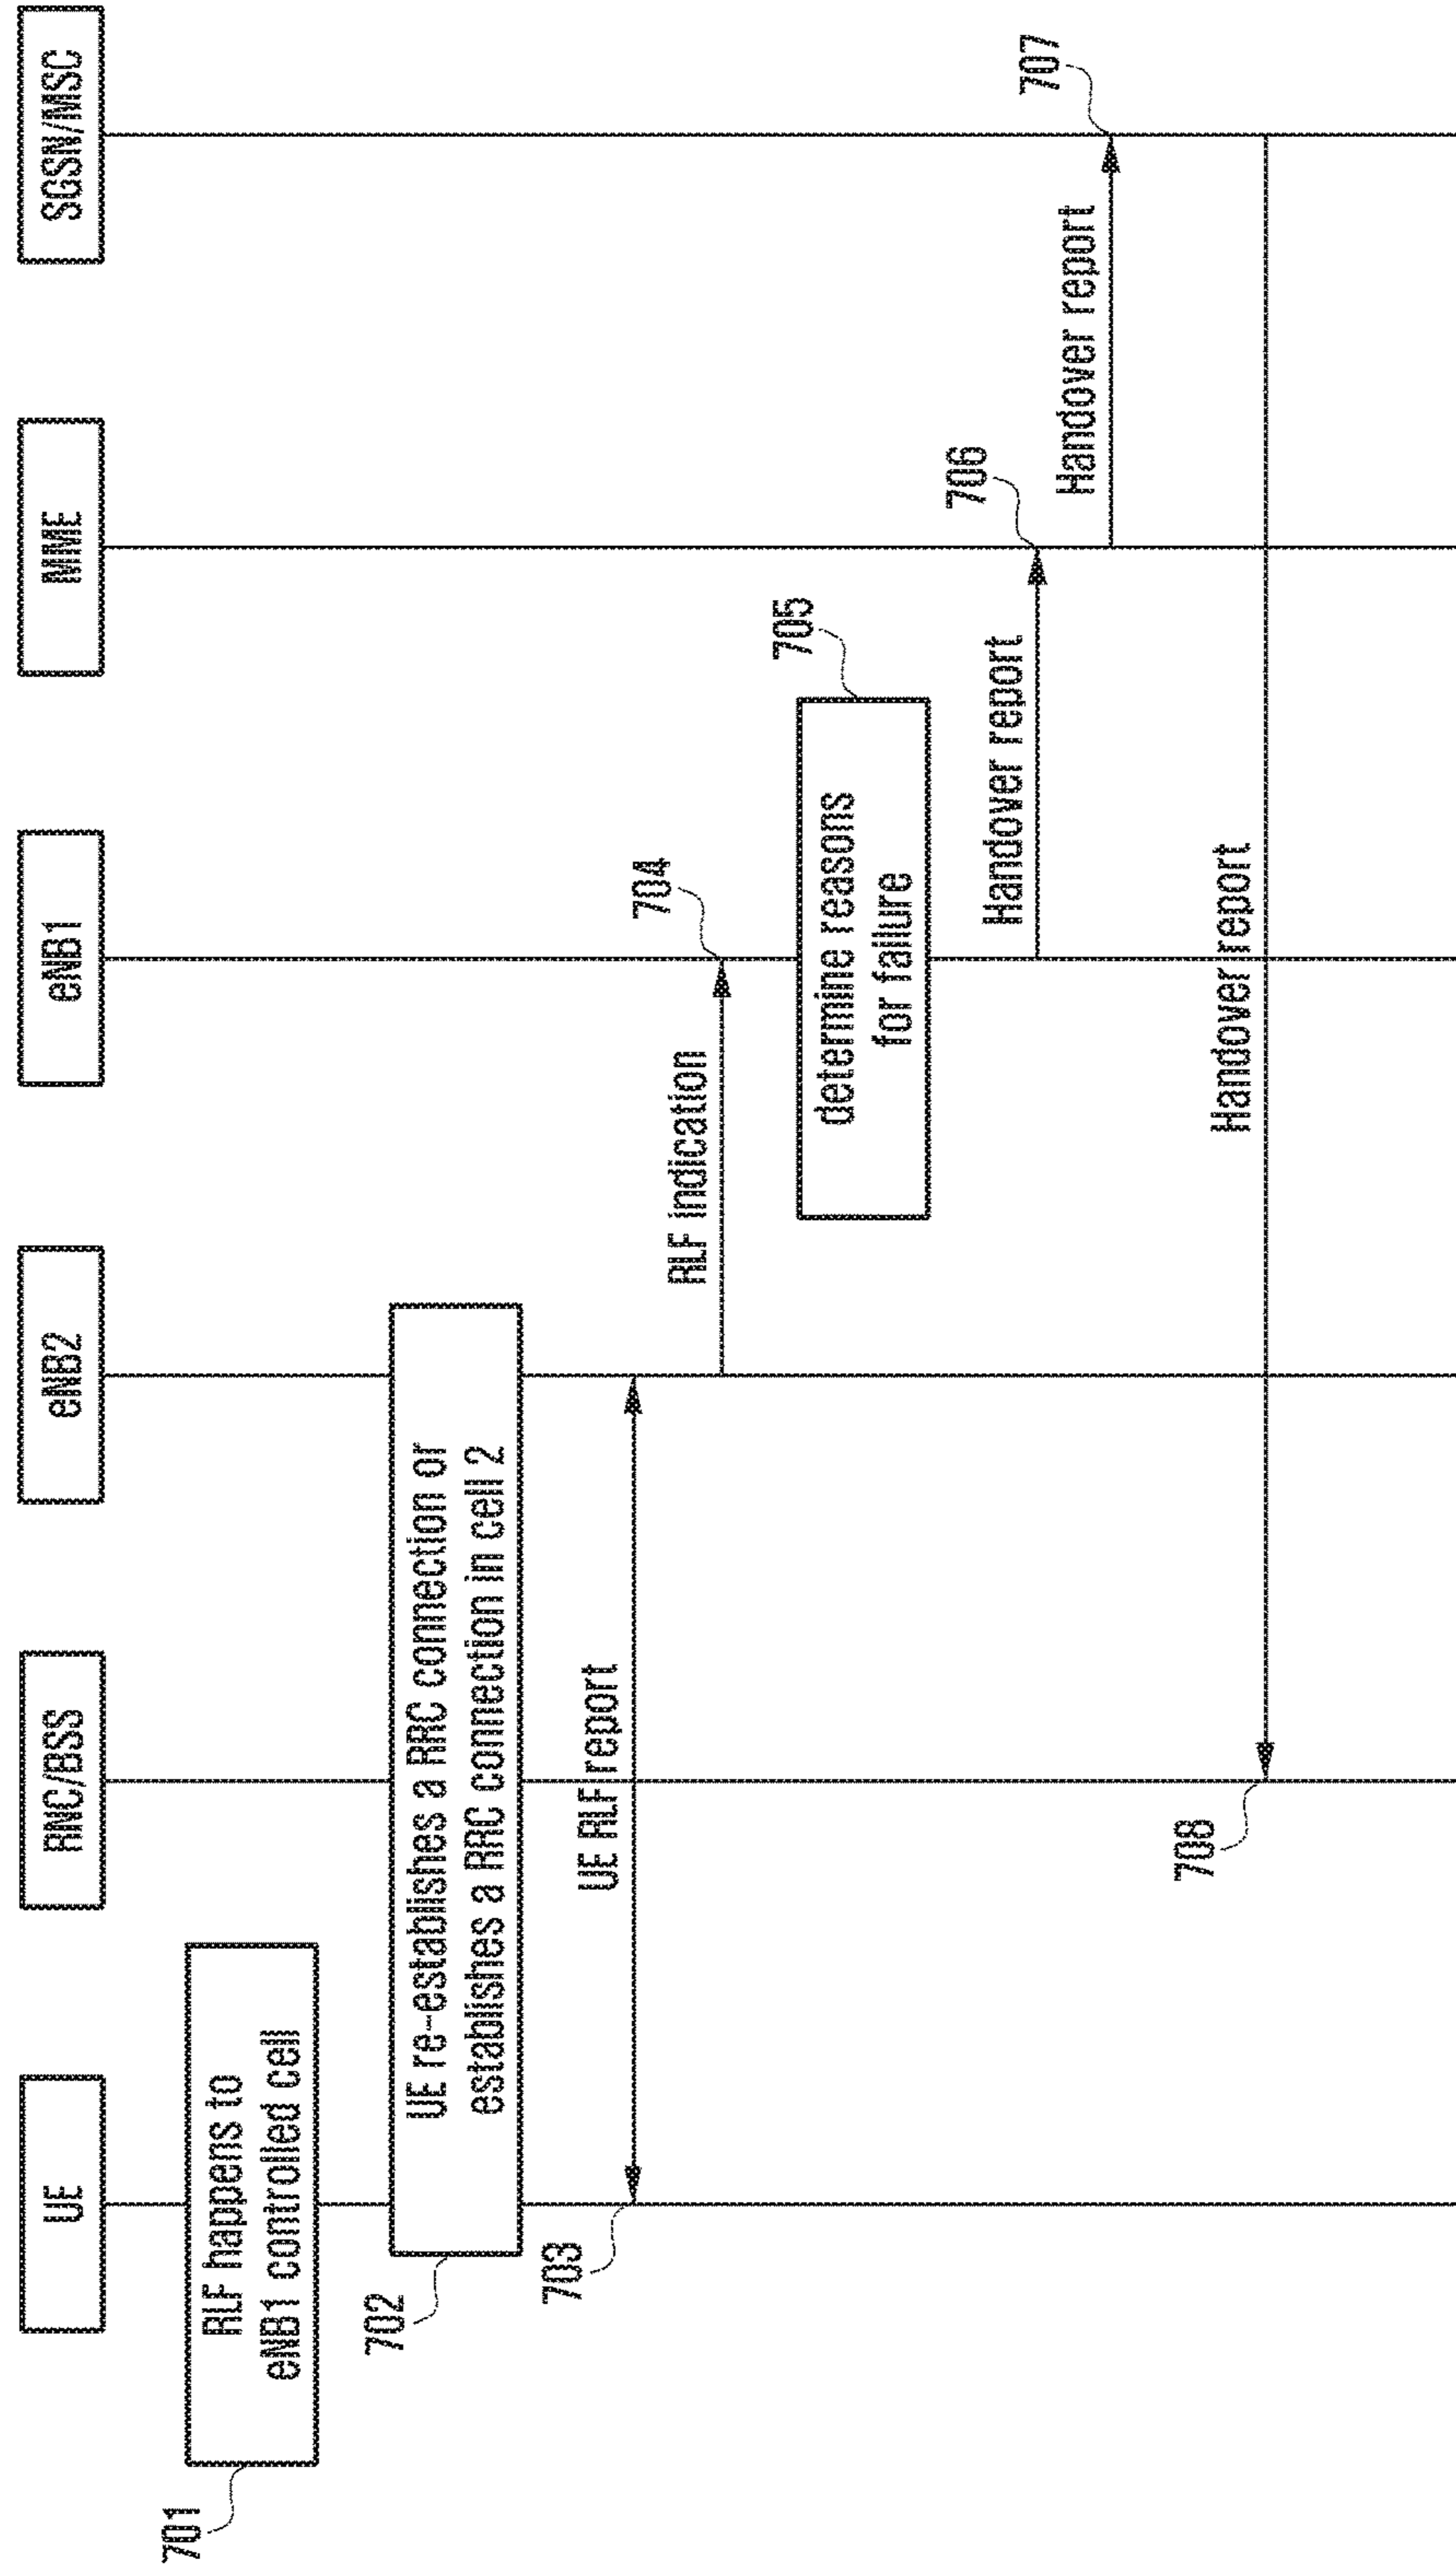 UE
RNC/BSS
eNB2
eNB1
MME
SGSN/MSC
701
RLF happens to
eNB1 controlled cell
702
UE re-establishes a RRC connection or
establishes a RRC connection in cell 2
703
UE RLF report
RLF indication
704
705
determine reasons
for failure
Handover report
706
Handover report
707
708
Handover report